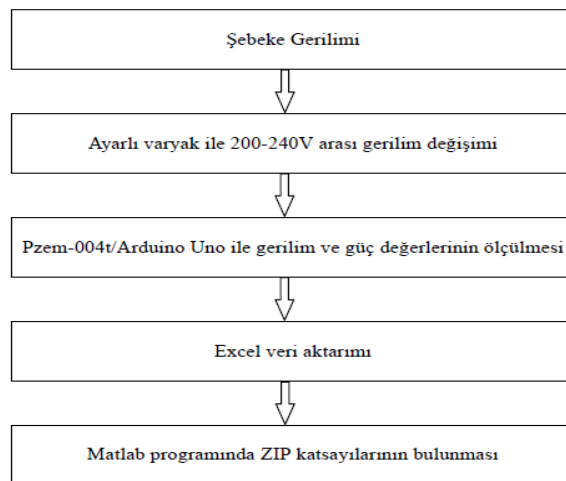 Şebeke Gerilimi
Ayarlı varyak ile 200-240V arası gerilim değişimi
Pzem-004t/Arduino Uno ile gerilim ve güç değerlerinin ölçülmesi
Excel veri aktarımı
Matlab programında ZIP katsayılarının bulunması